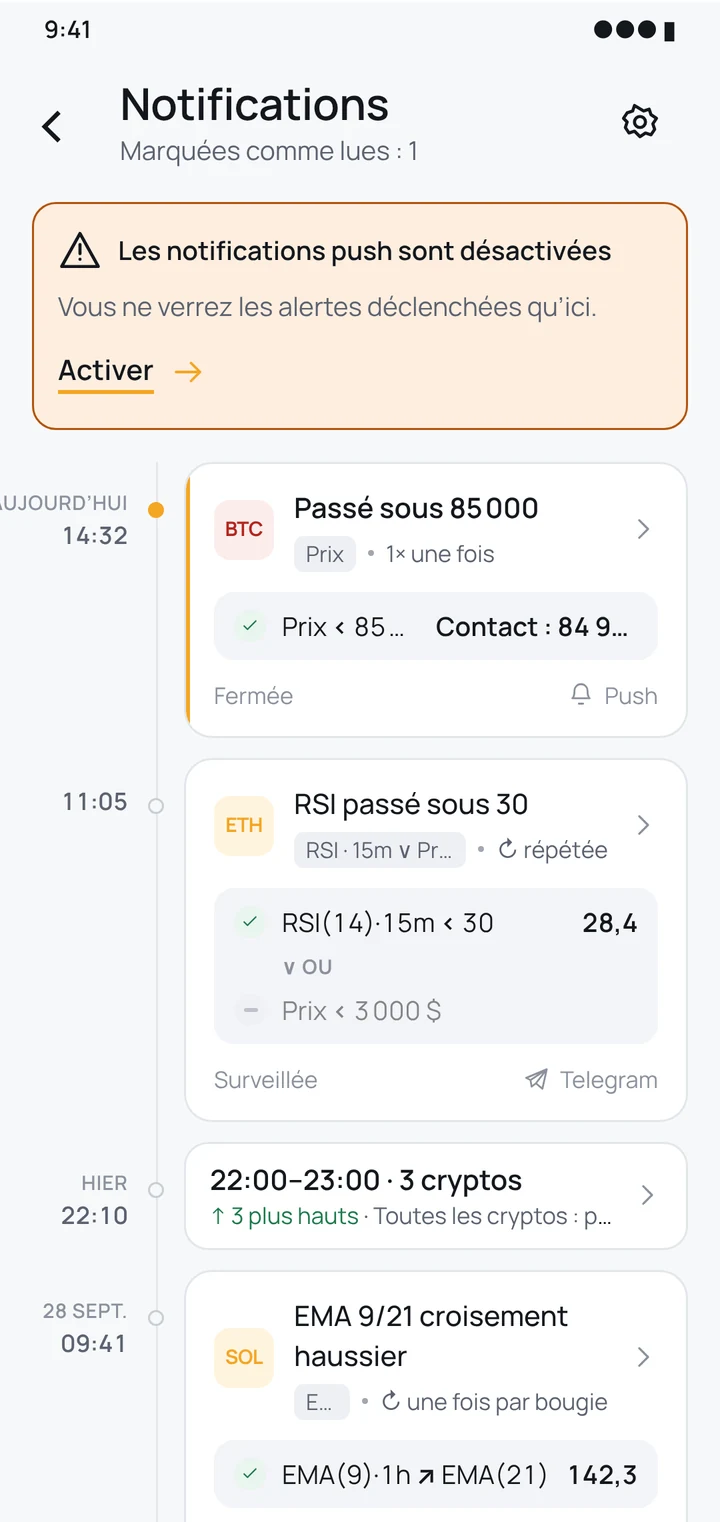 9:41
Notifications
Marquées comme lues : 1
Les notifications push sont désactivées
Vous ne verrez les alertes déclenchées qu’ici.
Activer →
AUJOURD’HUI
14:32
BTC
Passé sous 85 000
Prix • 1× une fois
Prix < 85 … Contact : 84 9…
Fermée Push
11:05
ETH
RSI passé sous 30
RSI · 15m ∨ Pr… • ↻ répétée
RSI(14)·15m < 30 28,4
∨ OU
Prix < 3 000 $
Surveillée Telegram
HIER
22:10
22:00–23:00 · 3 cryptos
↑ 3 plus hauts · Toutes les cryptos : p…
28 SEPT.
09:41
SOL
EMA 9/21 croisement
haussier
E… • ↻ une fois par bougie
EMA(9)·1h ↗ EMA(21) 142,3